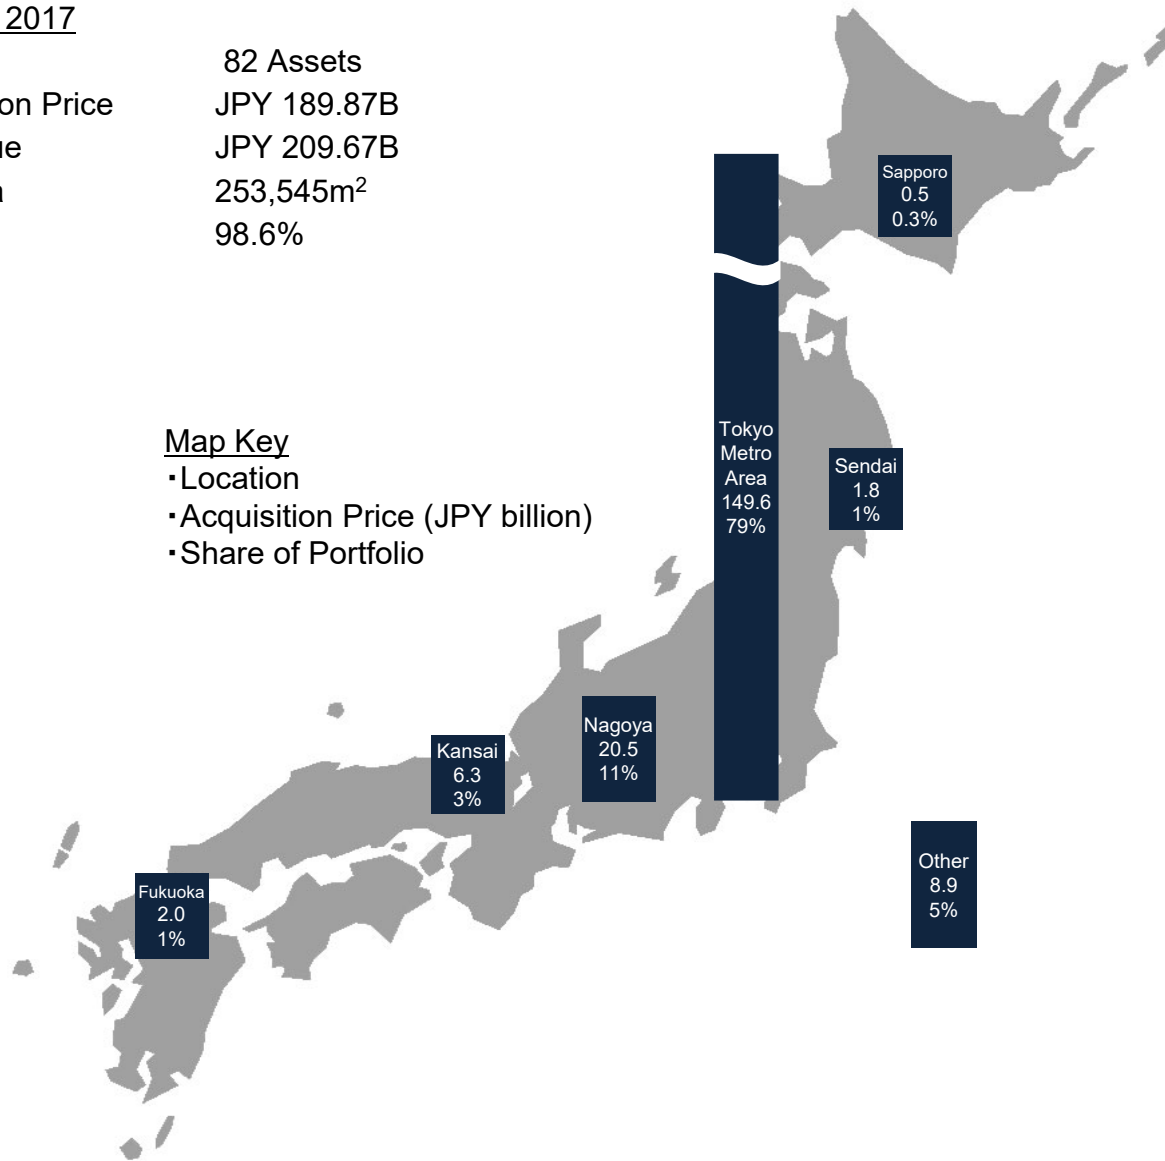 2017
82 Assets
on Price JPY 189.87B
ue JPY 209.67B
a 253,545m²
98.6%
Map Key
・Location
・Acquisition Price (JPY billion)
・Share of Portfolio
Sapporo
0.5
0.3%
Tokyo
Metro
Area
149.6
79%
Sendai
1.8
1%
Nagoya
20.5
11%
Kansai
6.3
3%
Other
8.9
5%
Fukuoka
2.0
1%